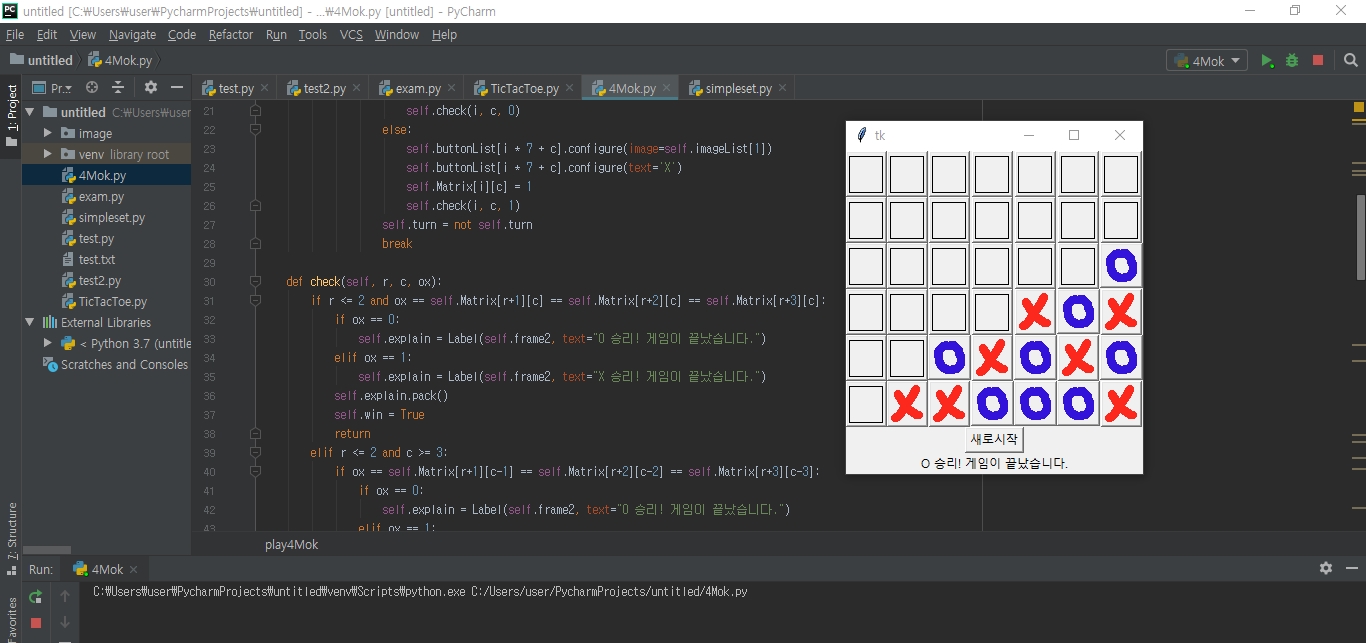 untitled [C:₩Users₩user₩PycharmProjects₩untitled] - ...₩4Mok.py [untitled] - PyCharm
File Edit View Navigate Code Refactor Run Tools VCS Window Help
untitled 4Mok.py 4Mok
1: Project
Pr.
test.py test2.py exam.py TicTacToe.py 4Mok.py simpleset.py
untitled C:₩Users₩user
image
venv library root
4Mok.py
exam.py
simpleset.py
test.py
test.txt
test2.py
TicTacToe.py
External Libraries
< Python 3.7 (untitle
Scratches and Consoles
21 self.check(i, c, 0)
22 else:
23 self.buttonList[i * 7 + c].configure(image=self.imageList[1])
24 self.buttonList[i * 7 + c].configure(text='X')
25 self.Matrix[i][c] = 1
26 self.check(i, c, 1)
27 self.turn = not self.turn
28 break
29
30 def check(self, r, c, ox):
31 if r <= 2 and ox == self.Matrix[r+1][c] == self.Matrix[r+2][c] == self.Matrix[r+3][c]:
32 if ox == 0:
33 self.explain = Label(self.frame2, text="O 승리! 게임이 끝났습니다.")
34 elif ox == 1:
35 self.explain = Label(self.frame2, text="X 승리! 게임이 끝났습니다.")
36 self.explain.pack()
37 self.win = True
38 return
39 elif r <= 2 and c >= 3:
40 if ox == self.Matrix[r+1][c-1] == self.Matrix[r+2][c-2] == self.Matrix[r+3][c-3]:
41 if ox == 0:
42 self.explain = Label(self.frame2, text="O 승리! 게임이 끝났습니다.")
43 elif ox == 1:
play4Mok
tk
O
X O X
O X O X O
X X O O O X
새로시작
O 승리! 게임이 끝났습니다.
7: Structure
Favorites
Run: 4Mok
C:₩Users₩user₩PycharmProjects₩untitled₩venv₩Scripts₩python.exe C:/Users/user/PycharmProjects/untitled/4Mok.py